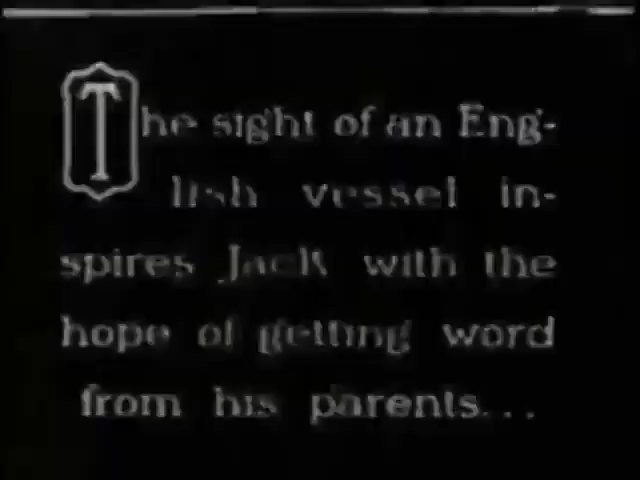 The sight of an Eng-
lish vessel in-
spires Jack with the
hope of getting word
from his parents...